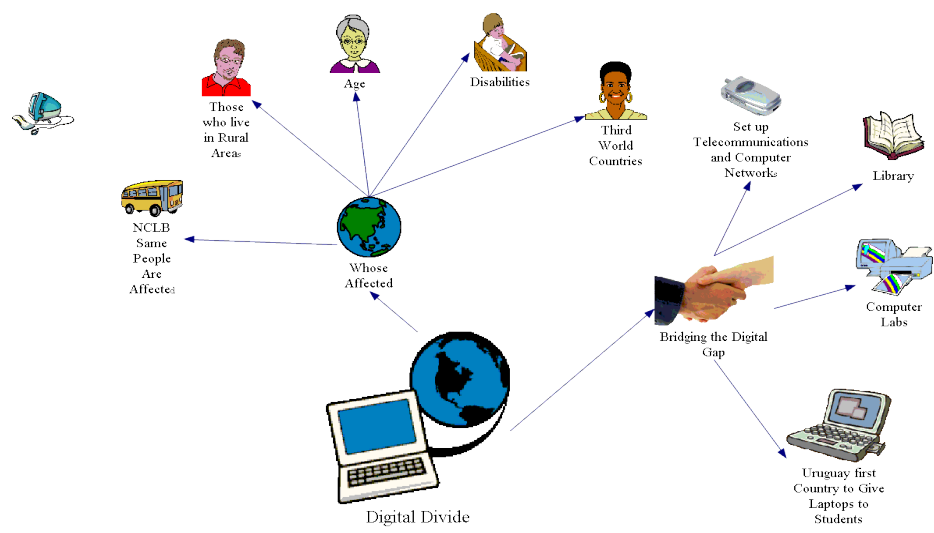 Those
who live
in Rural
Areas
Age
Disabilities
Third
World
Countries
Set up
Telecommunications
and Computer
Networks
Library
NCLB
Same
People
Are
Affected
Whose
Affected
Bridging the Digital
Gap
Computer
Labs
Uruguay first
Country to Give
Laptops to
Students
Digital Divide